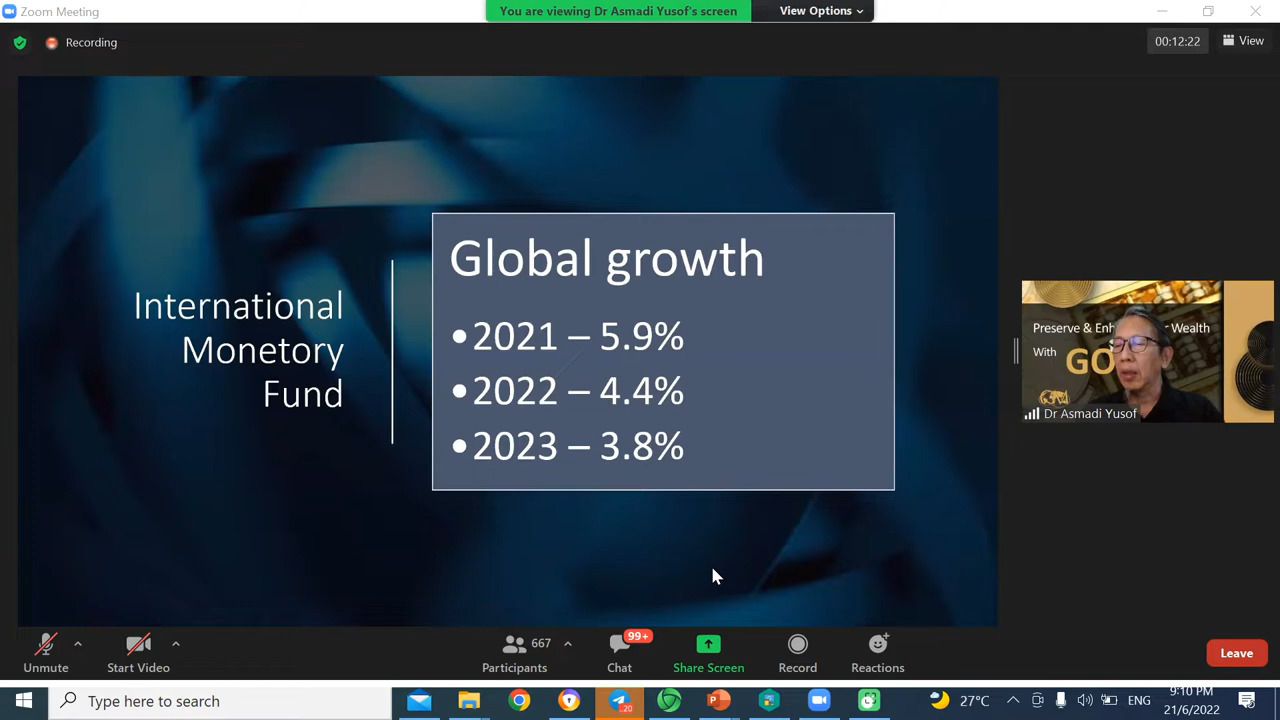 Zoom Meeting
You are viewing Dr Asmadi Yusof's screen
View Options
Recording
00:12:22
View
International
Monetory
Fund
Global growth
•2021 – 5.9%
•2022 – 4.4%
•2023 – 3.8%
Preserve & Enh
Wealth
With
GO
Dr Asmadi Yusof
Unmute
Start Video
667
Participants
99+
Chat
Share Screen
Record
Reactions
Leave
Type here to search
20
27°C
ENG
9:10 PM
21/6/2022